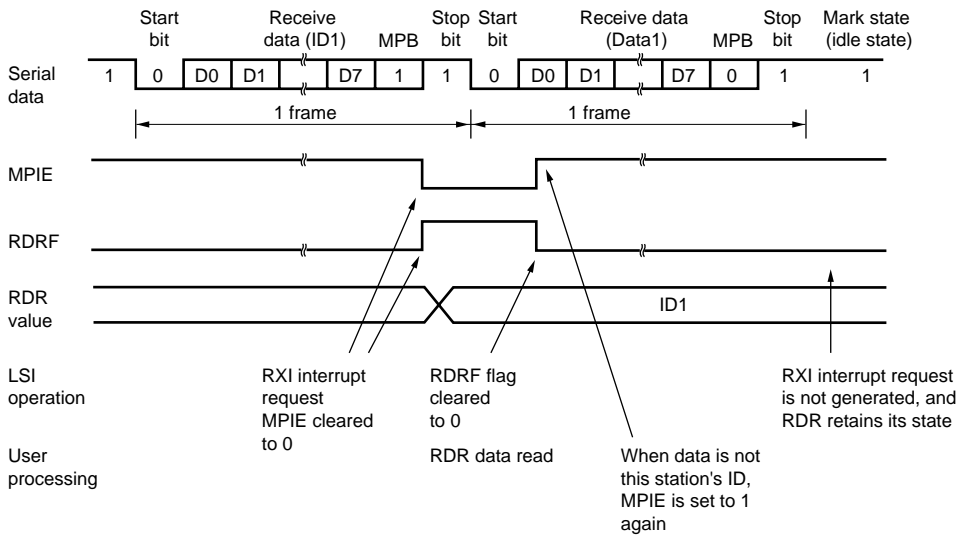 Start bit
Receive data (ID1)
MPB
Stop bit
Start bit
Receive data (Data1)
MPB
Stop bit
Mark state (idle state)
Serial data
1 0 D0 D1 D7 1 1 0 D0 D1 D7 0 1 1
1 frame
1 frame
MPIE
RDRF
RDR value
ID1
LSI operation
RXI interrupt request MPIE cleared to 0
RDRF flag cleared to 0
RXI interrupt request is not generated, and RDR retains its state
User processing
RDR data read
When data is not this station's ID, MPIE is set to 1 again